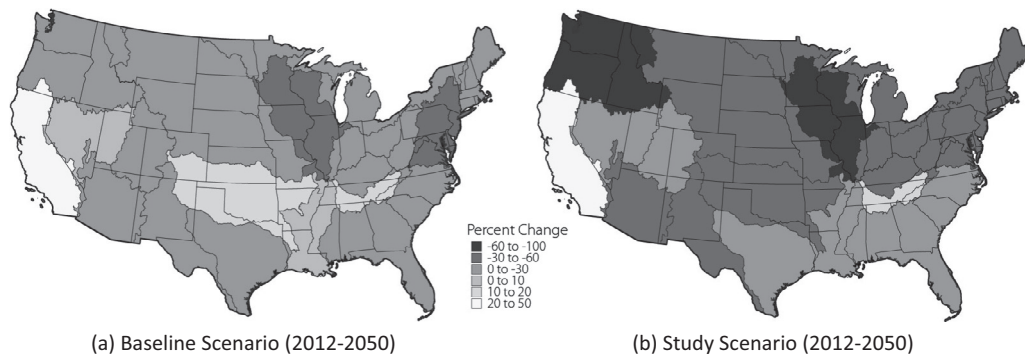 Percent Change
-60 to -100
-30 to -60
0 to -30
0 to 10
10 to 20
20 to 50
(a) Baseline Scenario (2012-2050)
(b) Study Scenario (2012-2050)